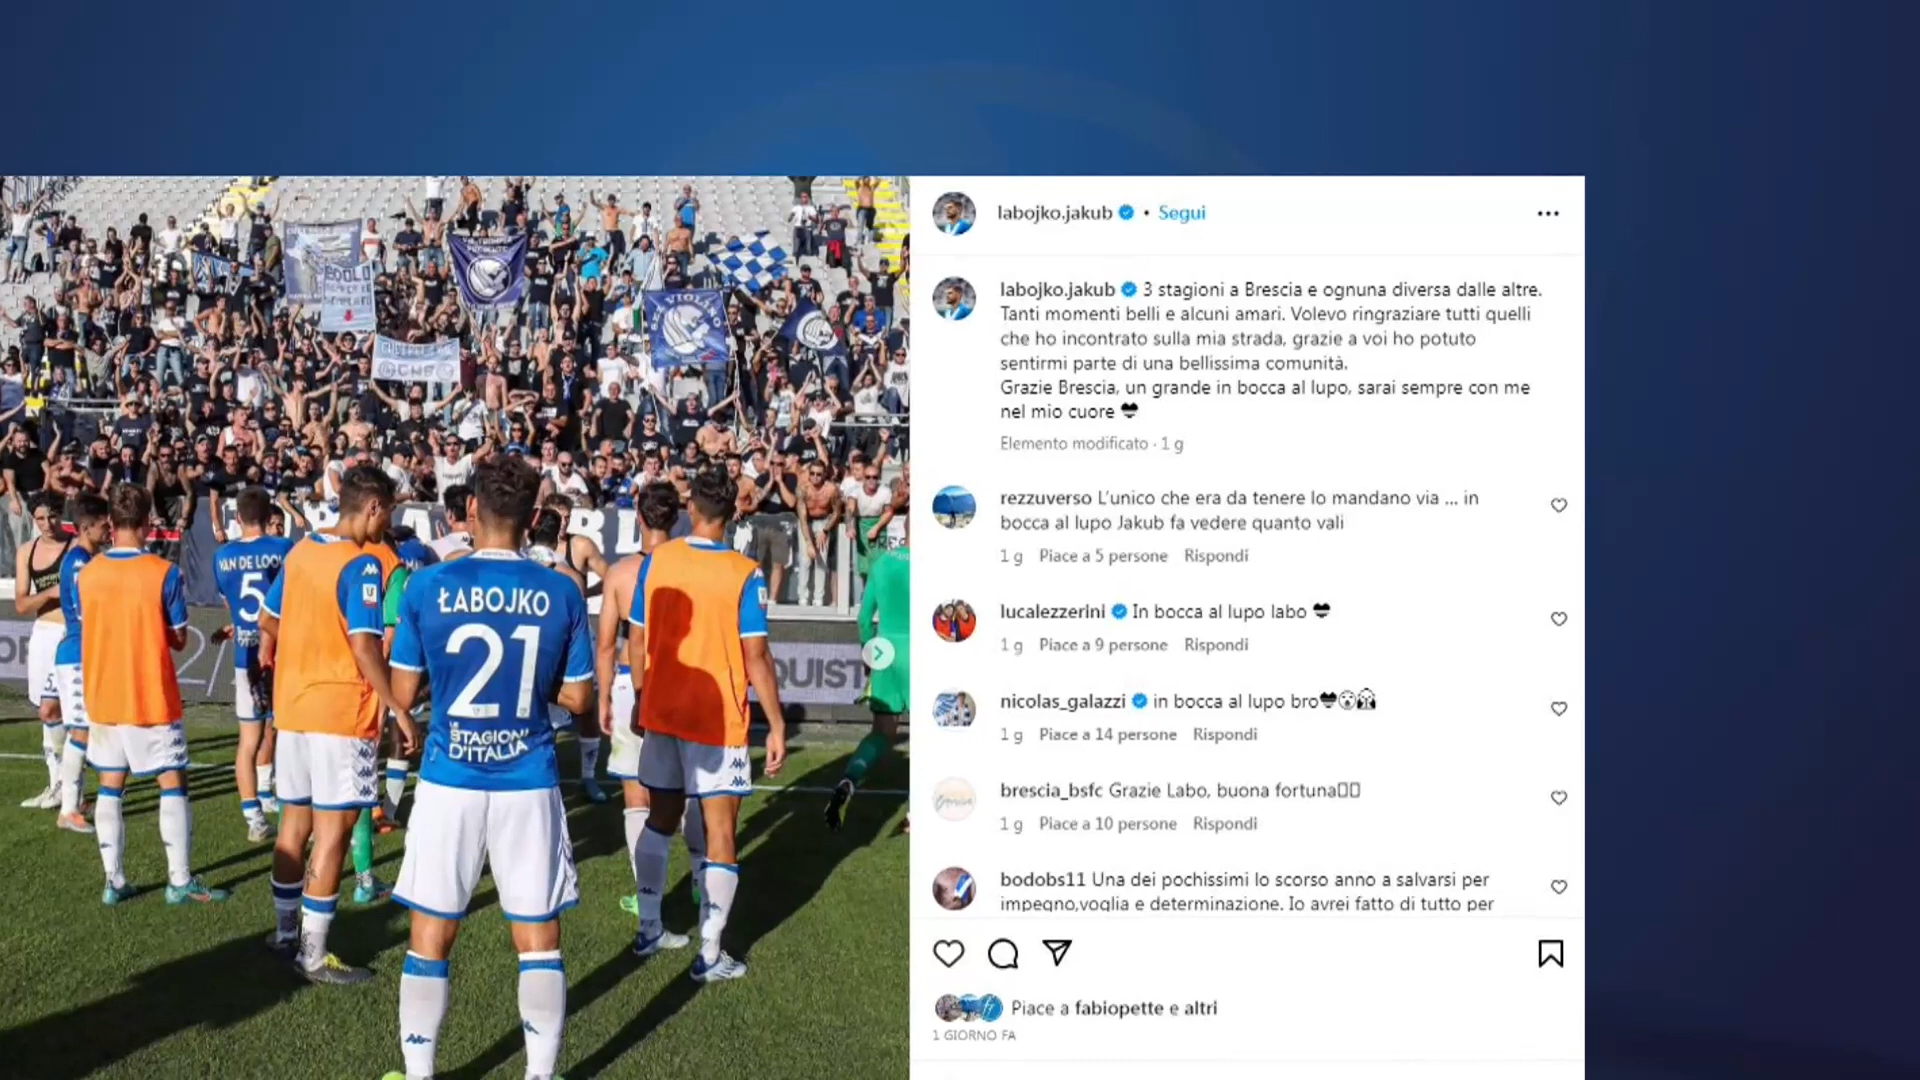 labojko.jakub • Segui
labojko.jakub 3 stagioni a Brescia e ognuna diversa dalle altre.
Tanti momenti belli e alcuni amari. Volevo ringraziare tutti quelli
che ho incontrato sulla mia strada, grazie a voi ho potuto
sentirmi parte di una bellissima comunità.
Grazie Brescia, un grande in bocca al lupo, sarai sempre con me
nel mio cuore 🖤
Elemento modificato · 1 g
rezzuverso L'unico che era da tenere lo mandano via ... in
bocca al lupo Jakub fa vedere quanto vali
1 g Piace a 5 persone Rispondi
lucalezzerini In bocca al lupo labo 🖤
1 g Piace a 9 persone Rispondi
nicolas_galazzi in bocca al lupo bro🖤
1 g Piace a 14 persone Rispondi
brescia_bsfc Grazie Labo, buona fortuna
1 g Piace a 10 persone Rispondi
bodobs11 Una dei pochissimi lo scorso anno a salvarsi per
impegno,voglia e determinazione. Io avrei fatto di tutto per
Piace a fabiopette e altri
1 GIORNO FA
VAN DE LOOI
5
ŁABOJKO
21
LE
STAGIONI
D'ITALIA
QUIST